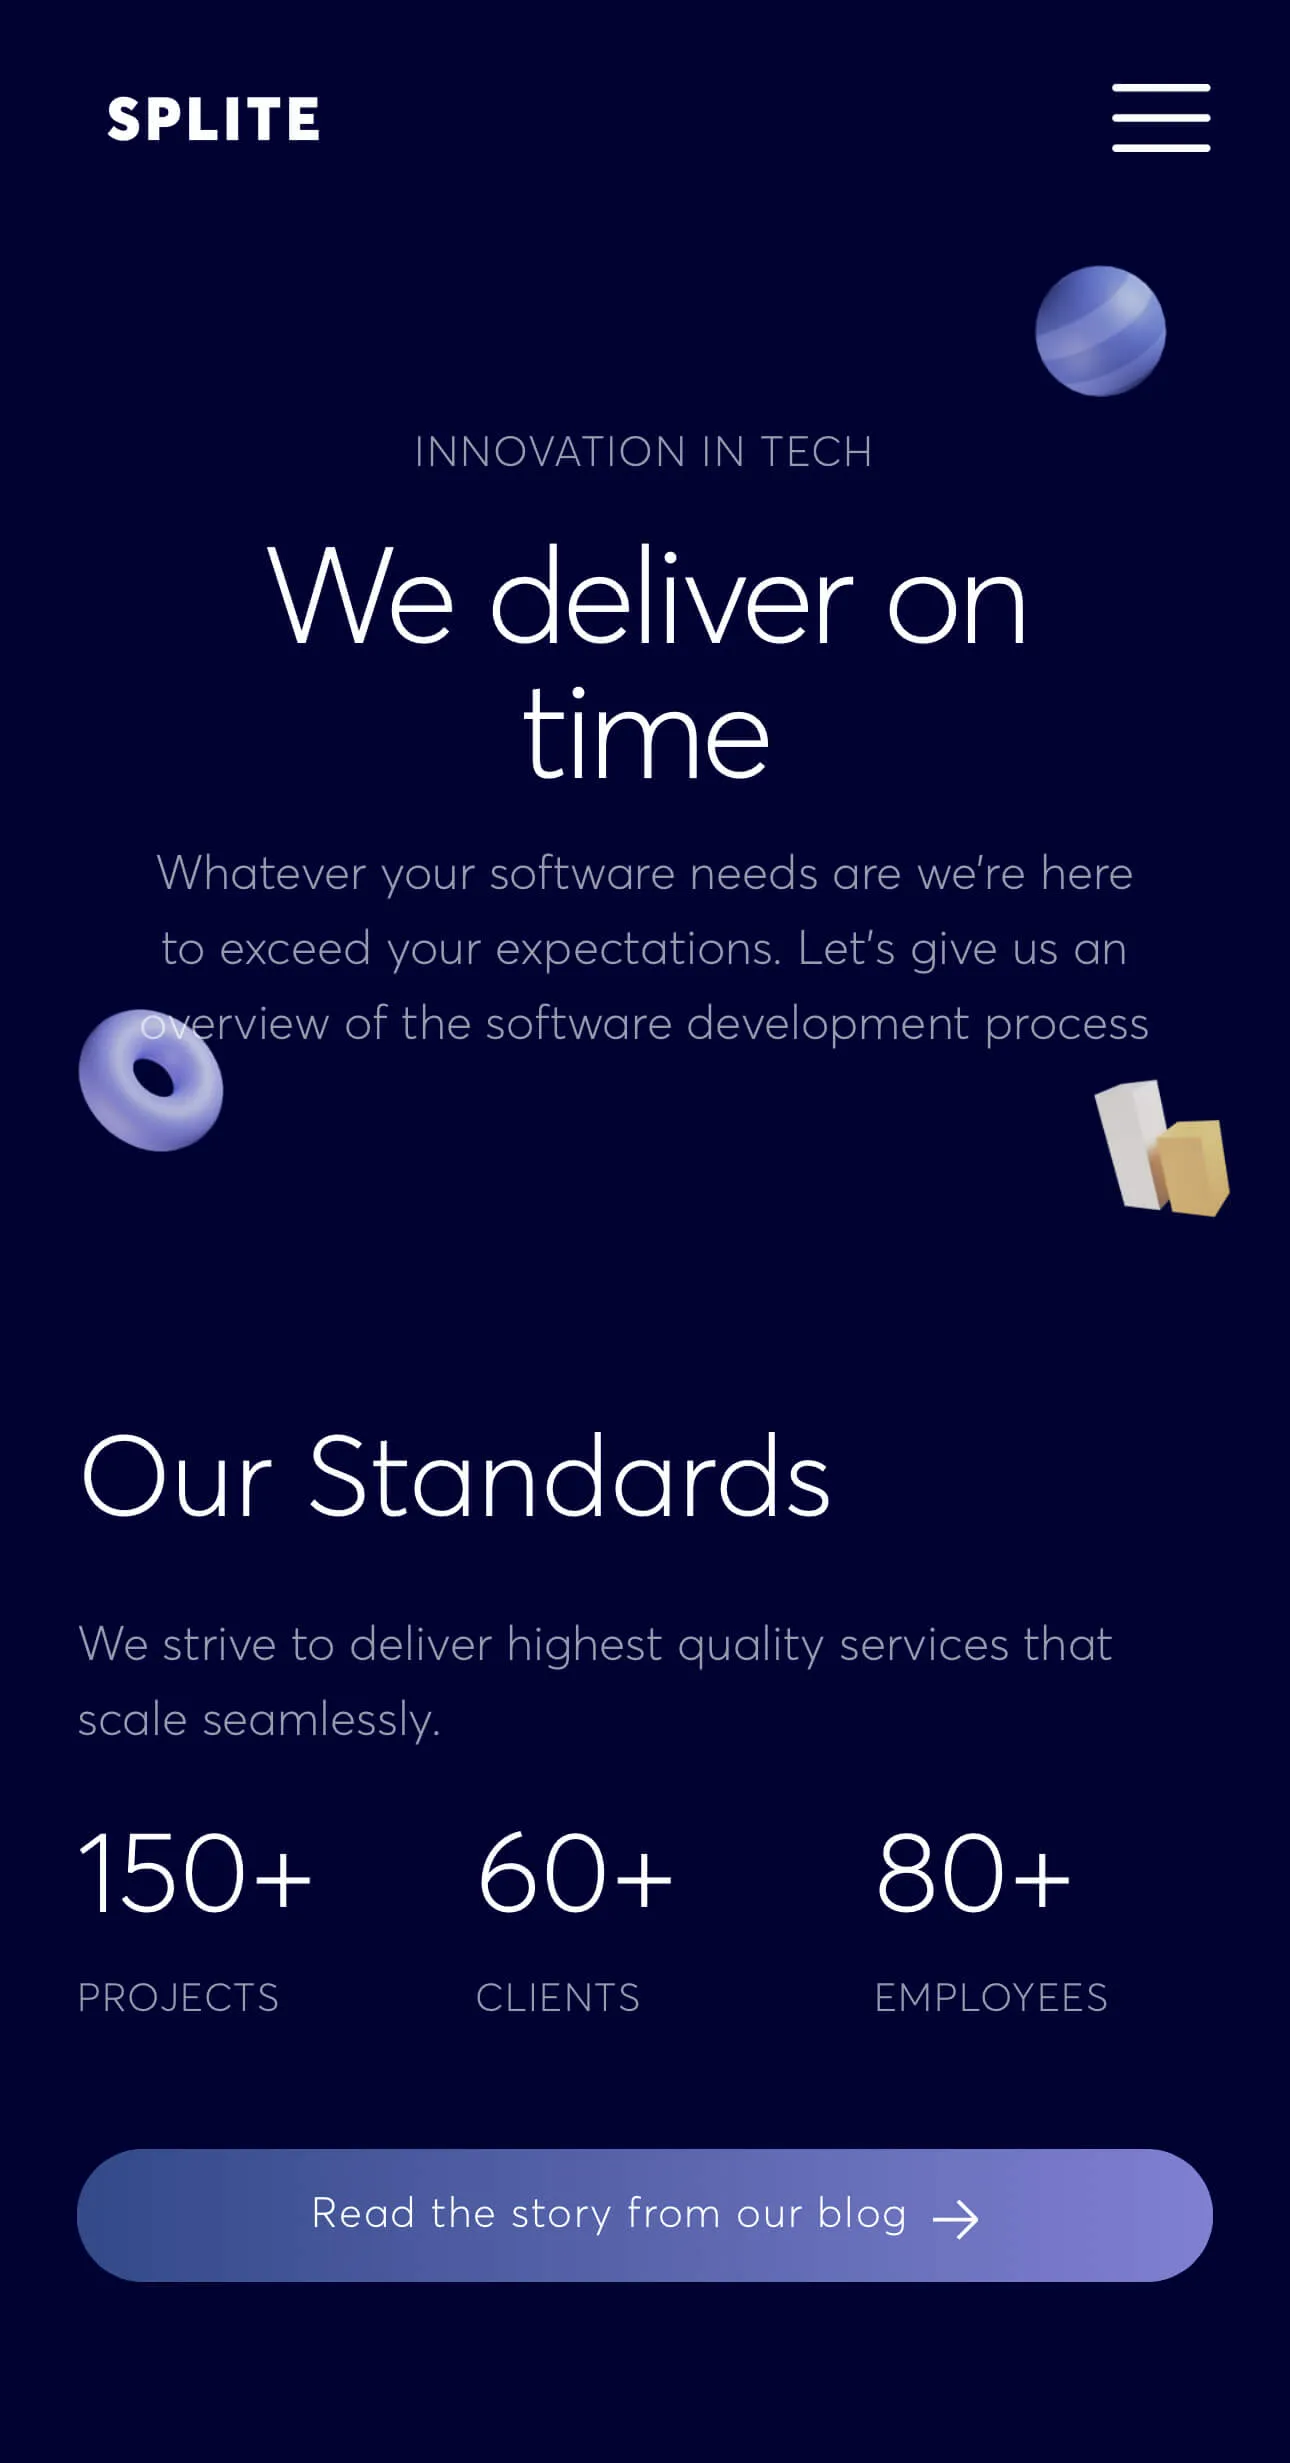 SPLITE
INNOVATION IN TECH
We deliver on
time
Whatever your software needs are we're here
to exceed your expectations. Let's give us an
overview of the software development process
Our Standards
We strive to deliver highest quality services that
scale seamlessly.
150+ 60+ 80+
PROJECTS CLIENTS EMPLOYEES
Read the story from our blog →